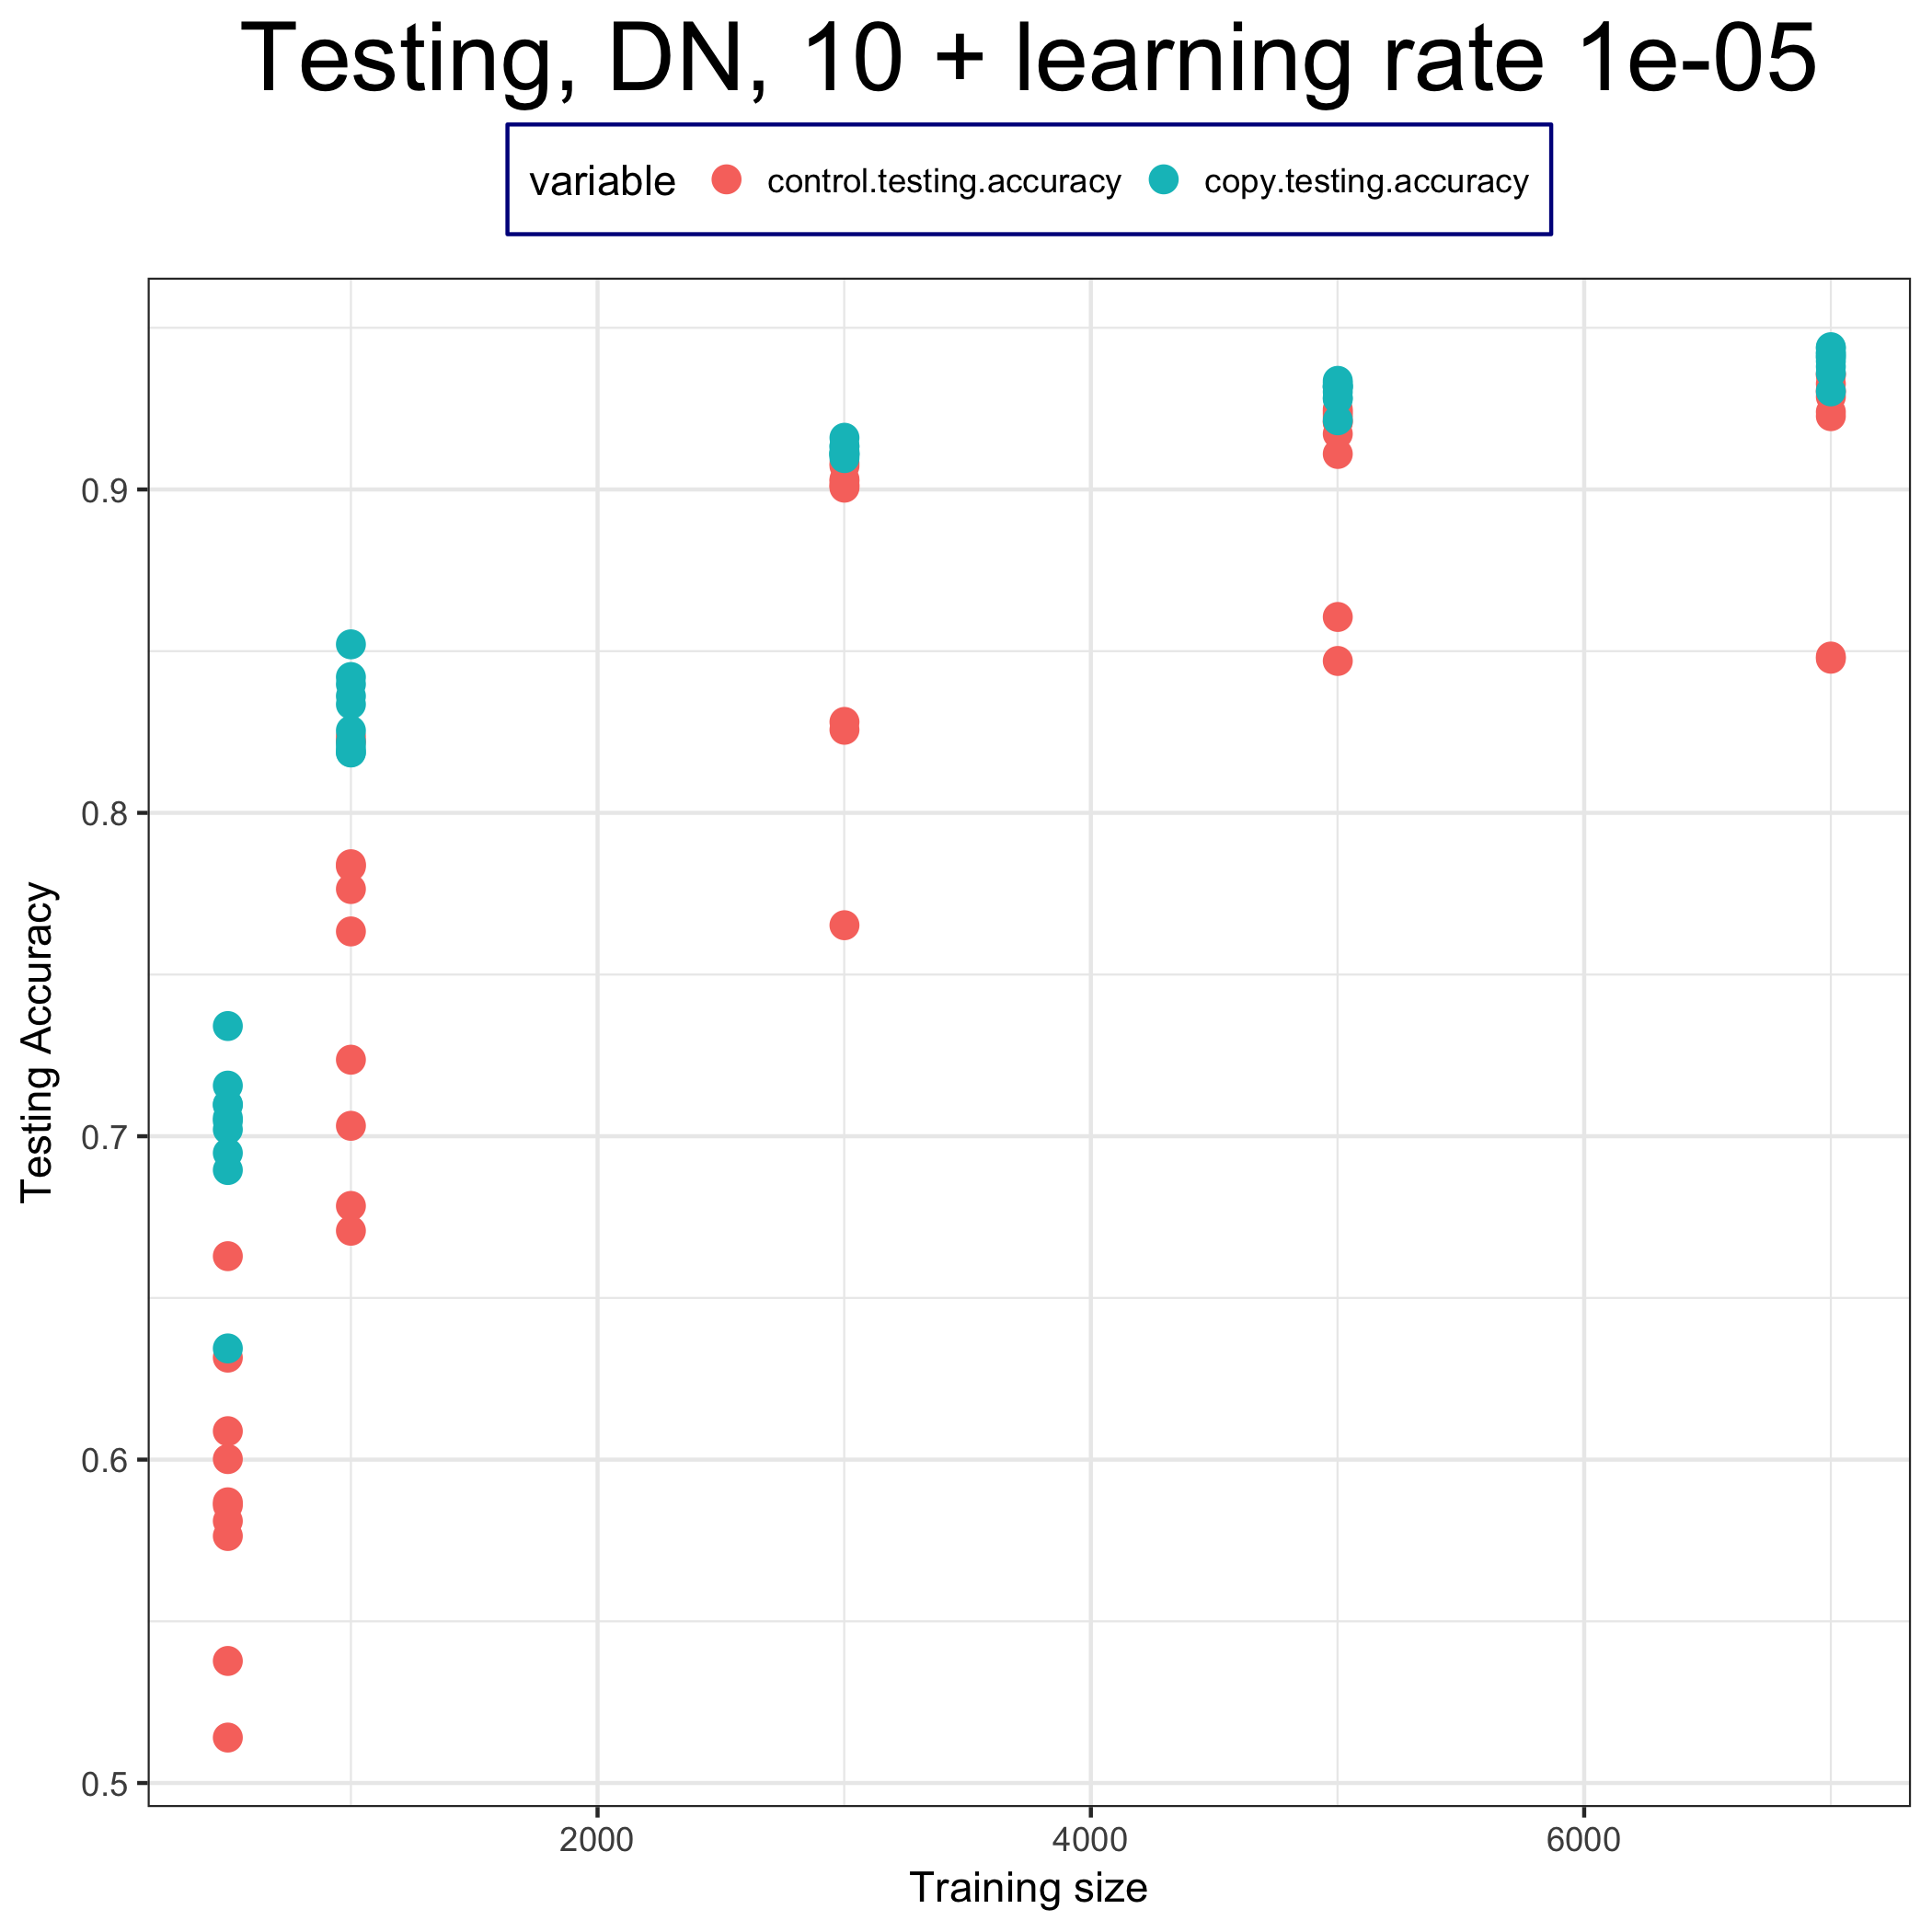 Testing, DN, 10 + learning rate 1e-05
variable control.testing.accuracy copy.testing.accuracy
Testing Accuracy
0.9
0.8
0.7
0.6
0.5
2000 4000 6000
Training size